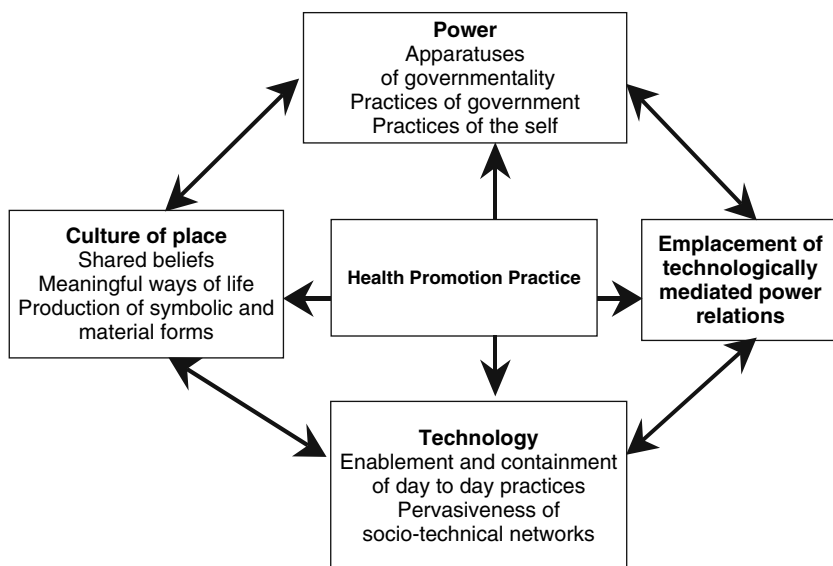 Power
Apparatuses
of governmentality
Practices of government
Practices of the self
Culture of place
Shared beliefs
Meaningful ways of life
Production of symbolic and
material forms
Health Promotion Practice
Emplacement of
technologically
mediated power
relations
Technology
Enablement and containment
of day to day practices
Pervasiveness of
socio-technical networks